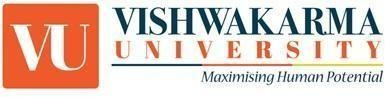 VU
VISHWAKARMA
UNIVERSITY
Maximising Human Potential